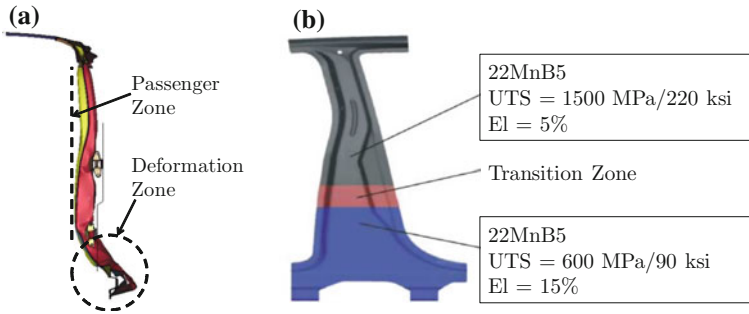 (a)
Passenger
Zone
Deformation
Zone
(b)
22MnB5
UTS = 1500 MPa/220 ksi
El = 5%
Transition Zone
22MnB5
UTS = 600 MPa/90 ksi
El = 15%